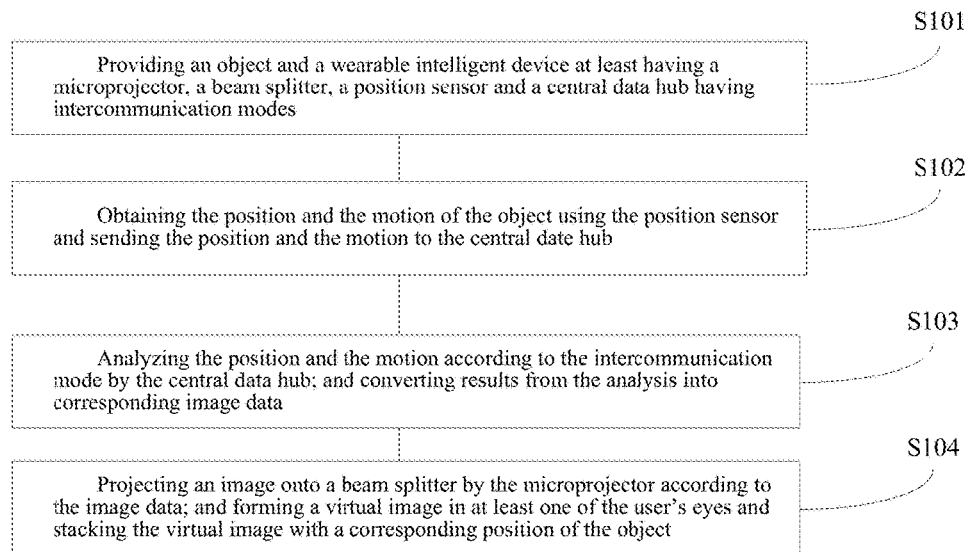 S101
Providing an object and a wearable intelligent device at least having a
microprojector, a beam splitter, a position sensor and a central data hub having
intercommunication modes
S102
Obtaining the position and the motion of the object using the position sensor
and sending the position and the motion to the central date hub
S103
Analyzing the position and the motion according to the intercommunication
mode by the central data hub; and converting results from the analysis into
corresponding image data
S104
Projecting an image onto a beam splitter by the microprojector according to
the image data; and forming a virtual image in at least one of the user's eyes and
stacking the virtual image with a corresponding position of the object